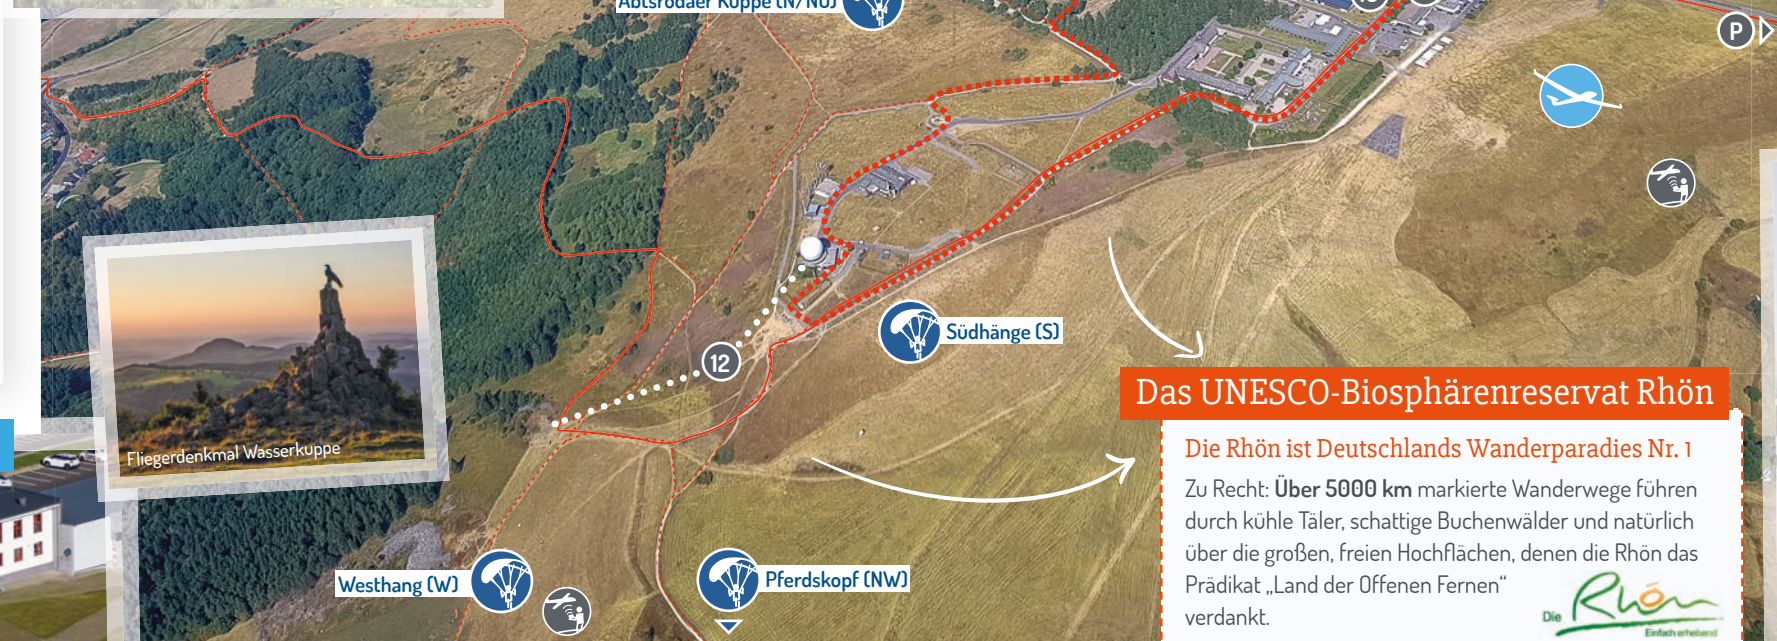 Abtsrodaer Kuppe (N/NO)
P
12
Südhänge (S)
Fliegerdenkmal Wasserkuppe
Westhang (W)
Pferdskopf (NW)
Das UNESCO-Biosphärenreservat Rhön
Die Rhön ist Deutschlands Wanderparadies Nr. 1
Zu Recht: Über 5000 km markierte Wanderwege führen
durch kühle Täler, schattige Buchenwälder und natürlich
über die großen, freien Hochflächen, denen die Rhön das
Prädikat „Land der Offenen Fernen“
verdankt.
Die Rhön
Einfach erhebend